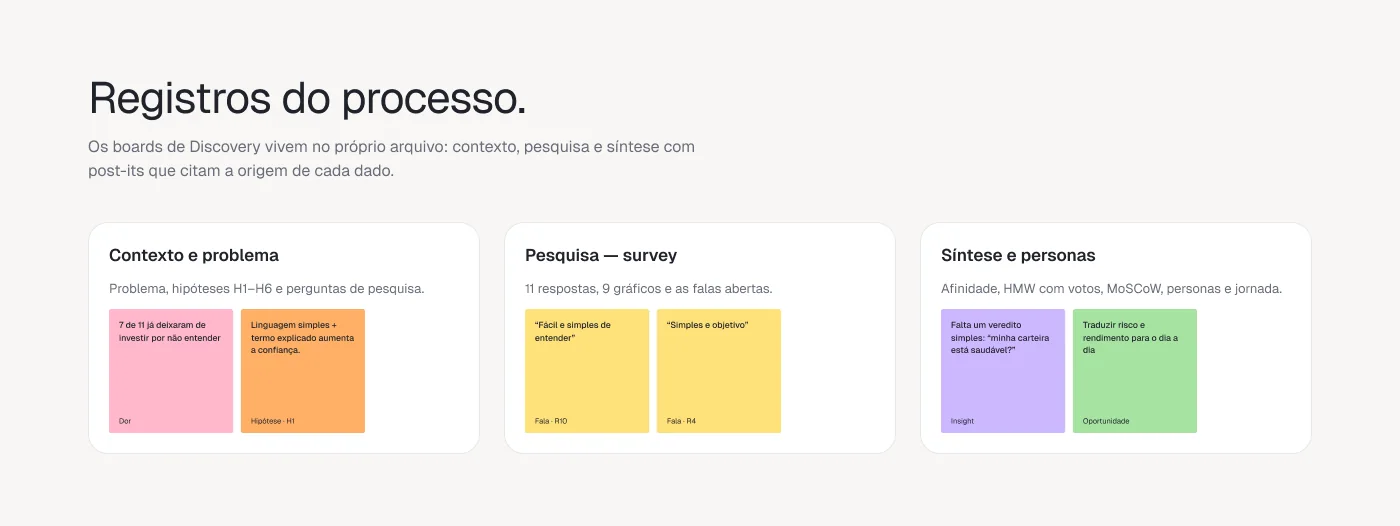 Registros do processo.
Os boards de Discovery vivem no próprio arquivo: contexto, pesquisa e síntese com
post-its que citam a origem de cada dado.
Contexto e problema
Problema, hipóteses H1–H6 e perguntas de pesquisa.
7 de 11 já deixaram de
investir por não entender
Dor
Linguagem simples +
termo explicado aumenta
a confiança.
Hipótese · H1
Pesquisa — survey
11 respostas, 9 gráficos e as falas abertas.
“Fácil e simples de
entender”
Fala · R10
“Simples e objetivo”
Fala · R4
Síntese e personas
Afinidade, HMW com votos, MoSCoW, personas e jornada.
Falta um veredito
simples: “minha carteira
está saudável?”
Insight
Traduzir risco e
rendimento para o dia a
dia
Oportunidade